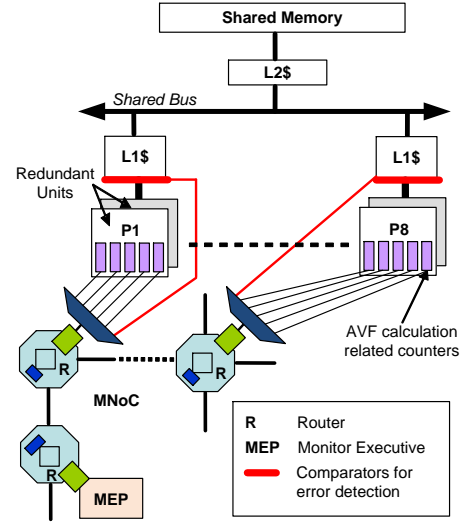 Shared Memory
L2$
Shared Bus
L1$
L1$
Redundant
Units
P1
P8
AVF calculation
related counters
R
R
MNoC
R
MEP
R Router
MEP Monitor Executive
Comparators for
error detection